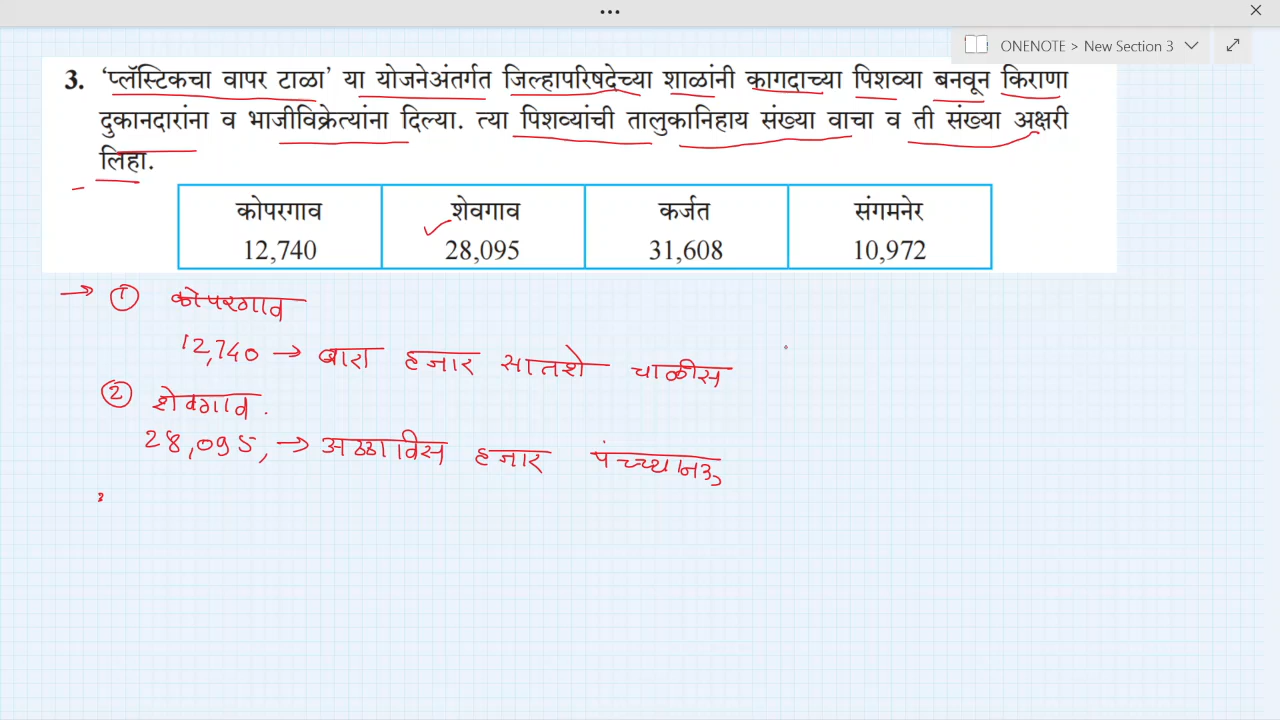 ONENOTE > New Section 3
3. ‘प्लॅस्टिकचा वापर टाळा’ या योजनेअंतर्गत जिल्हापरिषदेच्या शाळांनी कागदाच्या पिशव्या बनवून किराणा
दुकानदारांना व भाजीविक्रेत्यांना दिल्या. त्या पिशव्यांची तालुकानिहाय संख्या वाचा व ती संख्या अक्षरी
लिहा.
कोपरगाव शेवगाव कर्जत संगमनेर
12,740 28,095 31,608 10,972
→ ① कोपरगाव
12,740 → बारा हजार सातशे चाळीस
② शेवगाव.
28,095, → अठ्ठाविस हजार पंच्च्यानऊ